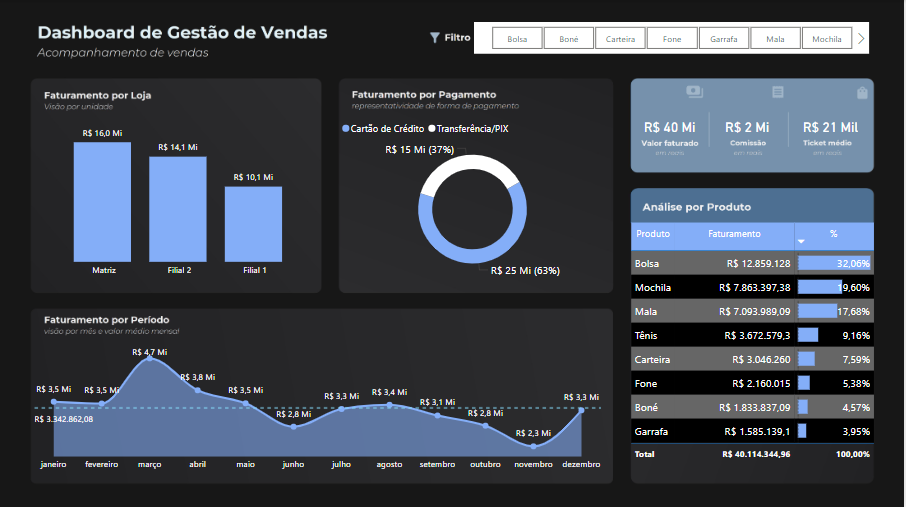 Dashboard de Gestão de Vendas
Acompanhamento de vendas
Filtro
Bolsa
Boné
Carteira
Fone
Garrafa
Mala
Mochila
Faturamento por Loja
Visão por unidade
R$ 16,0 Mi
R$ 14,1 Mi
R$ 10,1 Mi
Matriz
Filial 2
Filial 1
Faturamento por Pagamento
representatividade de forma de pagamento
Cartão de Crédito
Transferência/PIX
R$ 15 Mi (37%)
R$ 25 Mi (63%)
R$ 40 Mi
Valor faturado
em reais
R$ 2 Mi
Comissão
em reais
R$ 21 Mil
Ticket médio
em reais
Análise por Produto
Produto Faturamento %
Bolsa R$ 12.859.128 32,06%
Mochila R$ 7.863.397,38 19,60%
Mala R$ 7.093.989,09 17,68%
Tênis R$ 3.672.579,3 9,16%
Carteira R$ 3.046.260 7,59%
Fone R$ 2.160.015 5,38%
Boné R$ 1.833.837,09 4,57%
Garrafa R$ 1.585.139,1 3,95%
Total R$ 40.114.344,96 100,00%
Faturamento por Período
visão por mês e valor médio mensal
R$ 3,5 Mi
R$ 3,5 Mi
R$ 4,7 Mi
R$ 3,8 Mi
R$ 3,5 Mi
R$ 2,8 Mi
R$ 3,3 Mi
R$ 3,4 Mi
R$ 3,1 Mi
R$ 2,8 Mi
R$ 2,3 Mi
R$ 3,3 Mi
R$ 3.342.862,08
janeiro fevereiro março abril maio junho julho agosto setembro outubro novembro dezembro